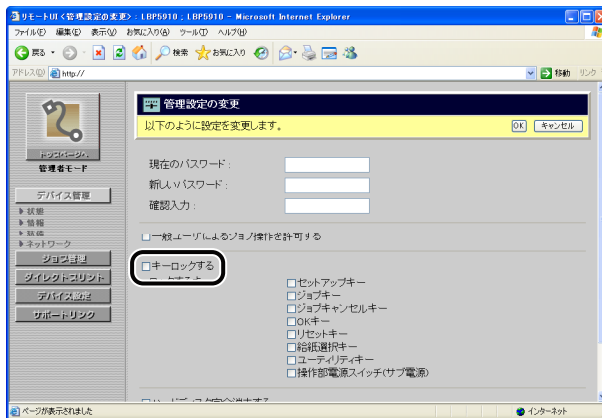 リモートUI <管理設定の変更> : LBP5910 ; LBP5910 - Microsoft Internet Explorer
ファイル(F) 編集(E) 表示(V) お気に入り(A) ツール(T) ヘルプ(H)
戻る 検索 お気に入り
アドレス(D) http:// 移動 リンク
管理設定の変更
以下のように設定を変更します。 OK キャンセル
トップページへ
管理者モード
デバイス管理
状態
情報
ネットワーク
ジョブ管理
ダイレクトプリント
デバイス設定
サポートリンク
現在のパスワード :
新しいパスワード :
確認入力 :
一般ユーザによるジョブ操作を許可する
キーロックする
セットアップキー
ジョブキー
ジョブキャンセルキー
OKキー
リセットキー
給紙選択キー
ユーティリティキー
操作部電源スイッチ(サブ電源)
ページが表示されました インターネット